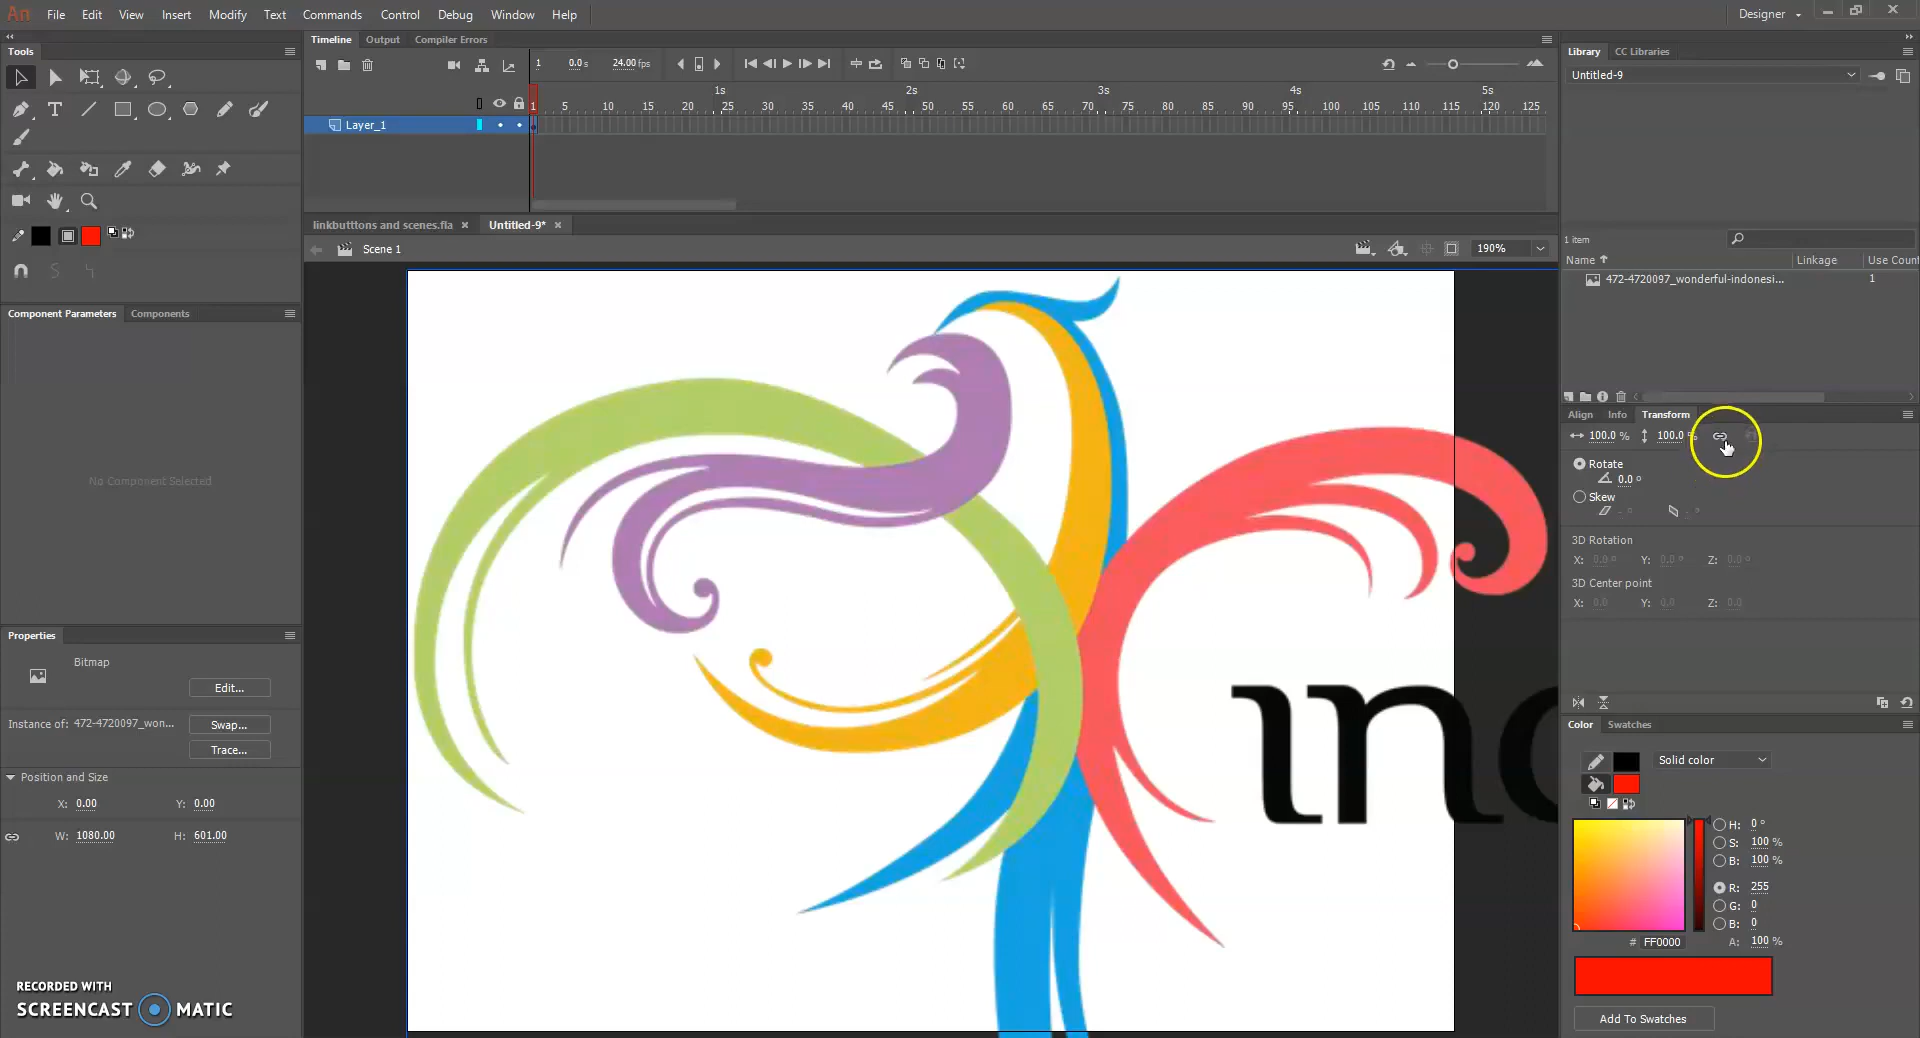 An File Edit View Insert Modify Text Commands Control Debug Window Help Designer
Tools
Timeline Output Compiler Errors
1 0.0 s 24.00 fps
1s 2s 3s 4s 5s
1 5 10 15 20 25 30 35 40 45 50 55 60 65 70 75 80 85 90 95 100 105 110 115 120 125
Layer_1
linkbutttons and scenes.fla × Untitled-9* ×
Scene 1
190%
Component Parameters Components
No Component Selected
Properties
Bitmap
Edit...
Instance of: 472-4720097_won... Swap...
Trace...
Position and Size
X: 0.00 Y: 0.00
W: 1080.00 H: 601.00
RECORDED WITH
SCREENCAST MATIC
Library CC Libraries
Untitled-9
1 item
Name Linkage Use Count
472-4720097_wonderful-indonesi... 1
Align Info Transform
100.0 % 100.0 %
Rotate
0.0 °
Skew
3D Rotation
X: 0.0 ° Y: 0.0 ° Z: 0.0 °
3D Center point
X: 0.0 Y: 0.0 Z: 0.0
Color Swatches
Solid color
H: 0 °
S: 100 %
B: 100 %
R: 255
G: 0
B: 0
# FF0000 A: 100 %
Add To Swatches